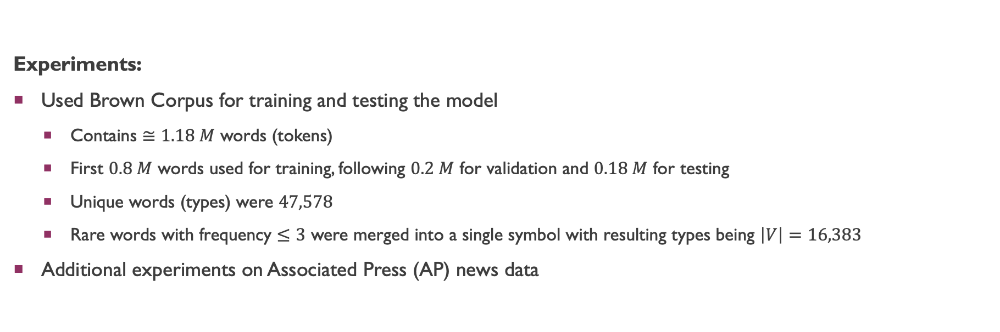 Experiments:
▪ Used Brown Corpus for training and testing the model
▪ Contains ≅ 1.18 M words (tokens)
▪ First 0.8 M words used for training, following 0.2 M for validation and 0.18 M for testing
▪ Unique words (types) were 47,578
▪ Rare words with frequency ≤ 3 were merged into a single symbol with resulting types being |V| = 16,383
▪ Additional experiments on Associated Press (AP) news data